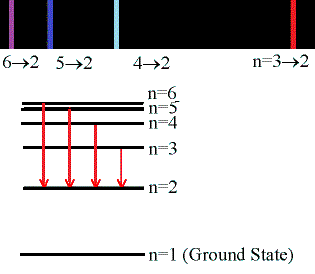 6→2 5→2 4→2 n=3→2
n=6
n=5
n=4
n=3
n=2
n=1 (Ground State)